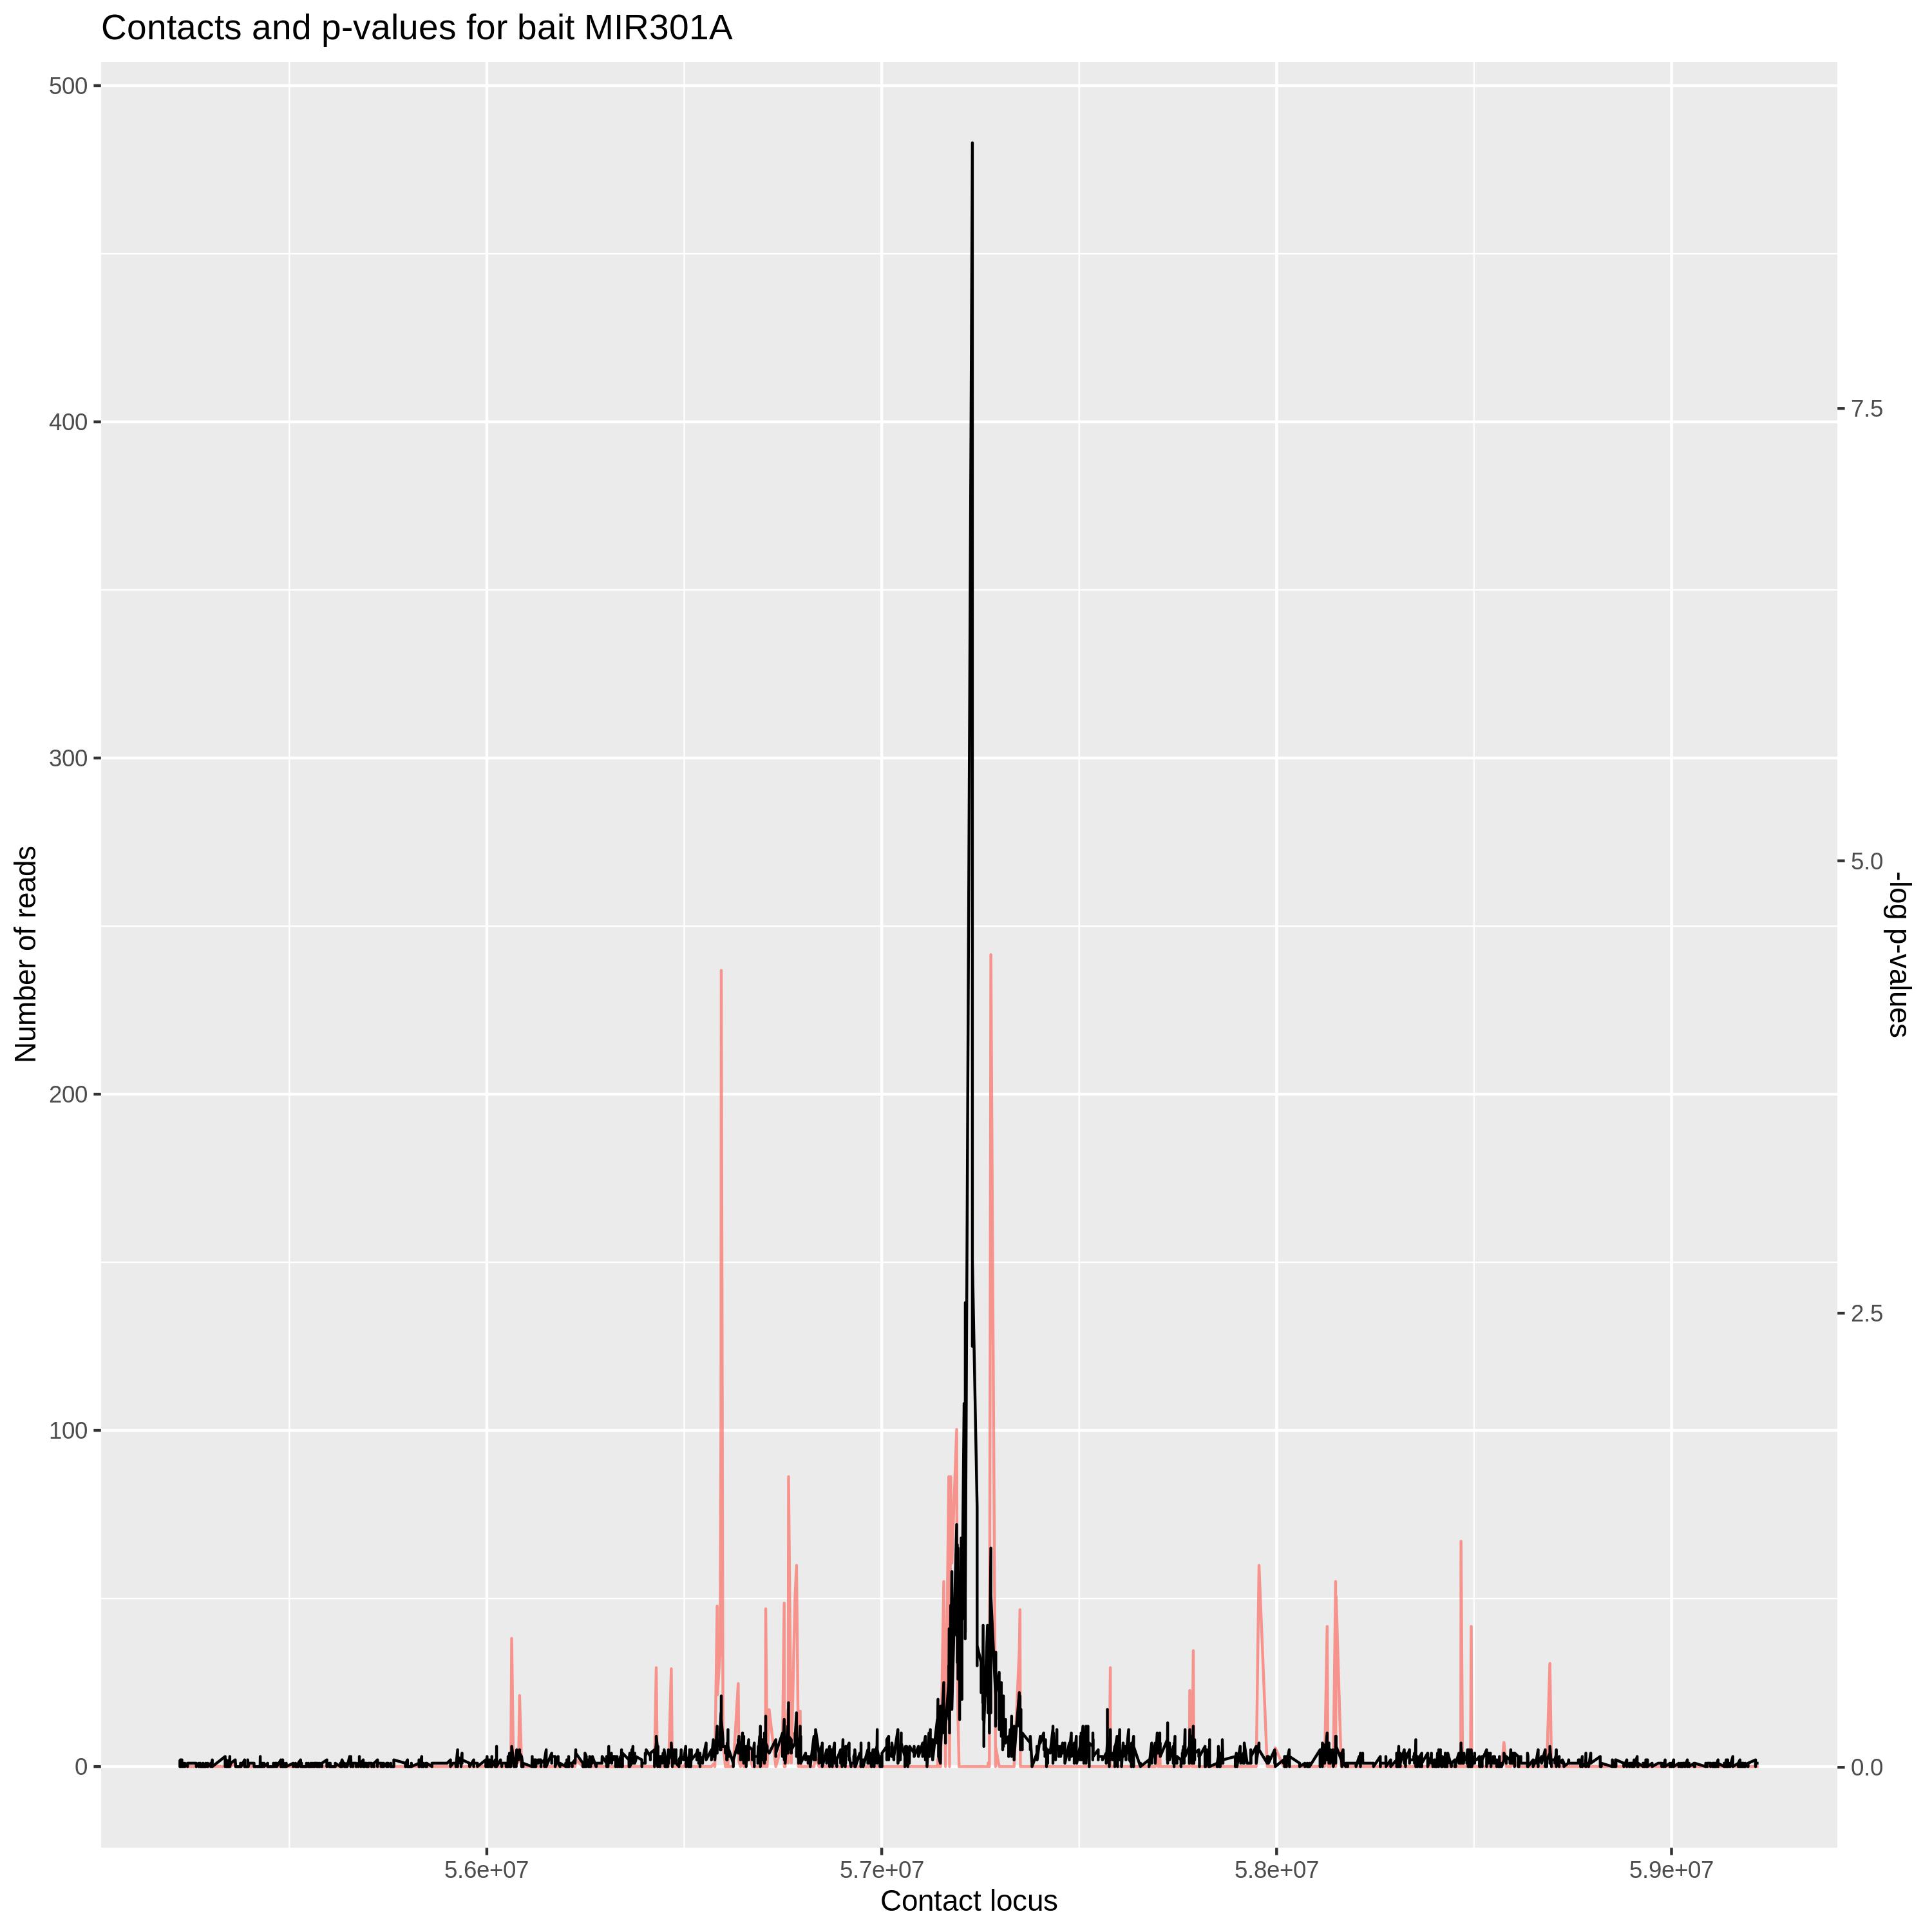 Contacts and p-values for bait MIR301A
500
400
300
200
100
0
Number of reads
7.5
5.0
2.5
0.0
-log p-values
5.6e+07 5.7e+07 5.8e+07 5.9e+07
Contact locus